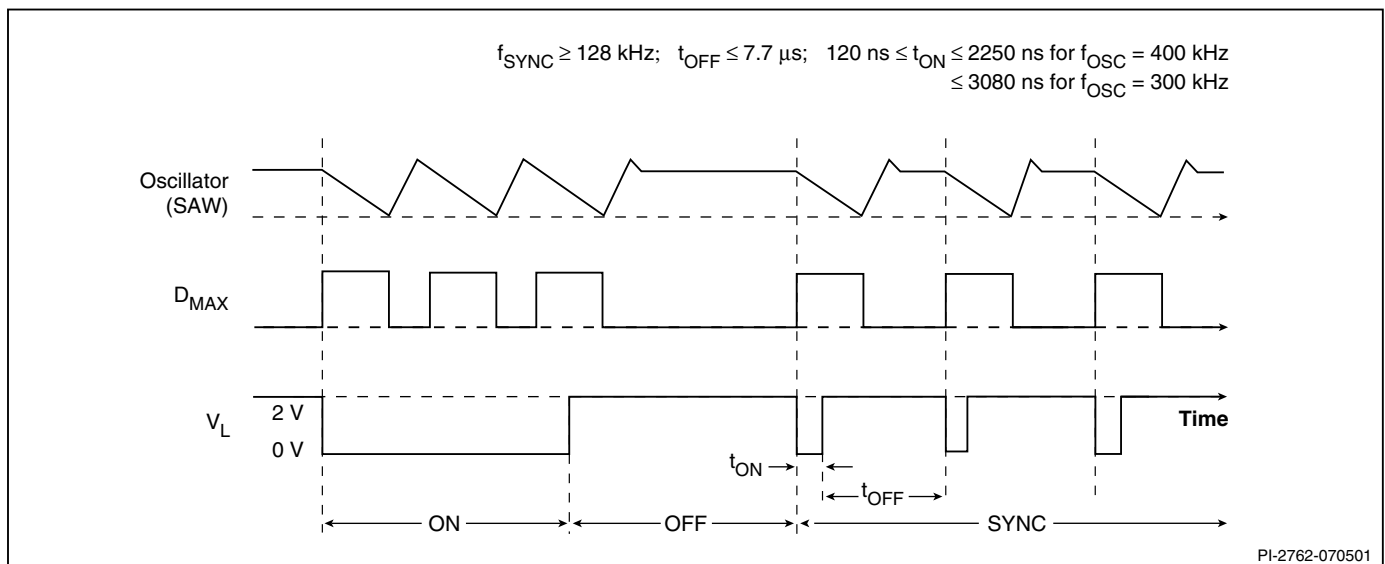 fSYNC ≥ 128 kHz; tOFF ≤ 7.7 μs; 120 ns ≤ tON ≤ 2250 ns for fOSC = 400 kHz
≤ 3080 ns for fOSC = 300 kHz
Oscillator
(SAW)
DMAX
VL
2 V
0 V
Time
tON
tOFF
ON
OFF
SYNC
PI-2762-070501